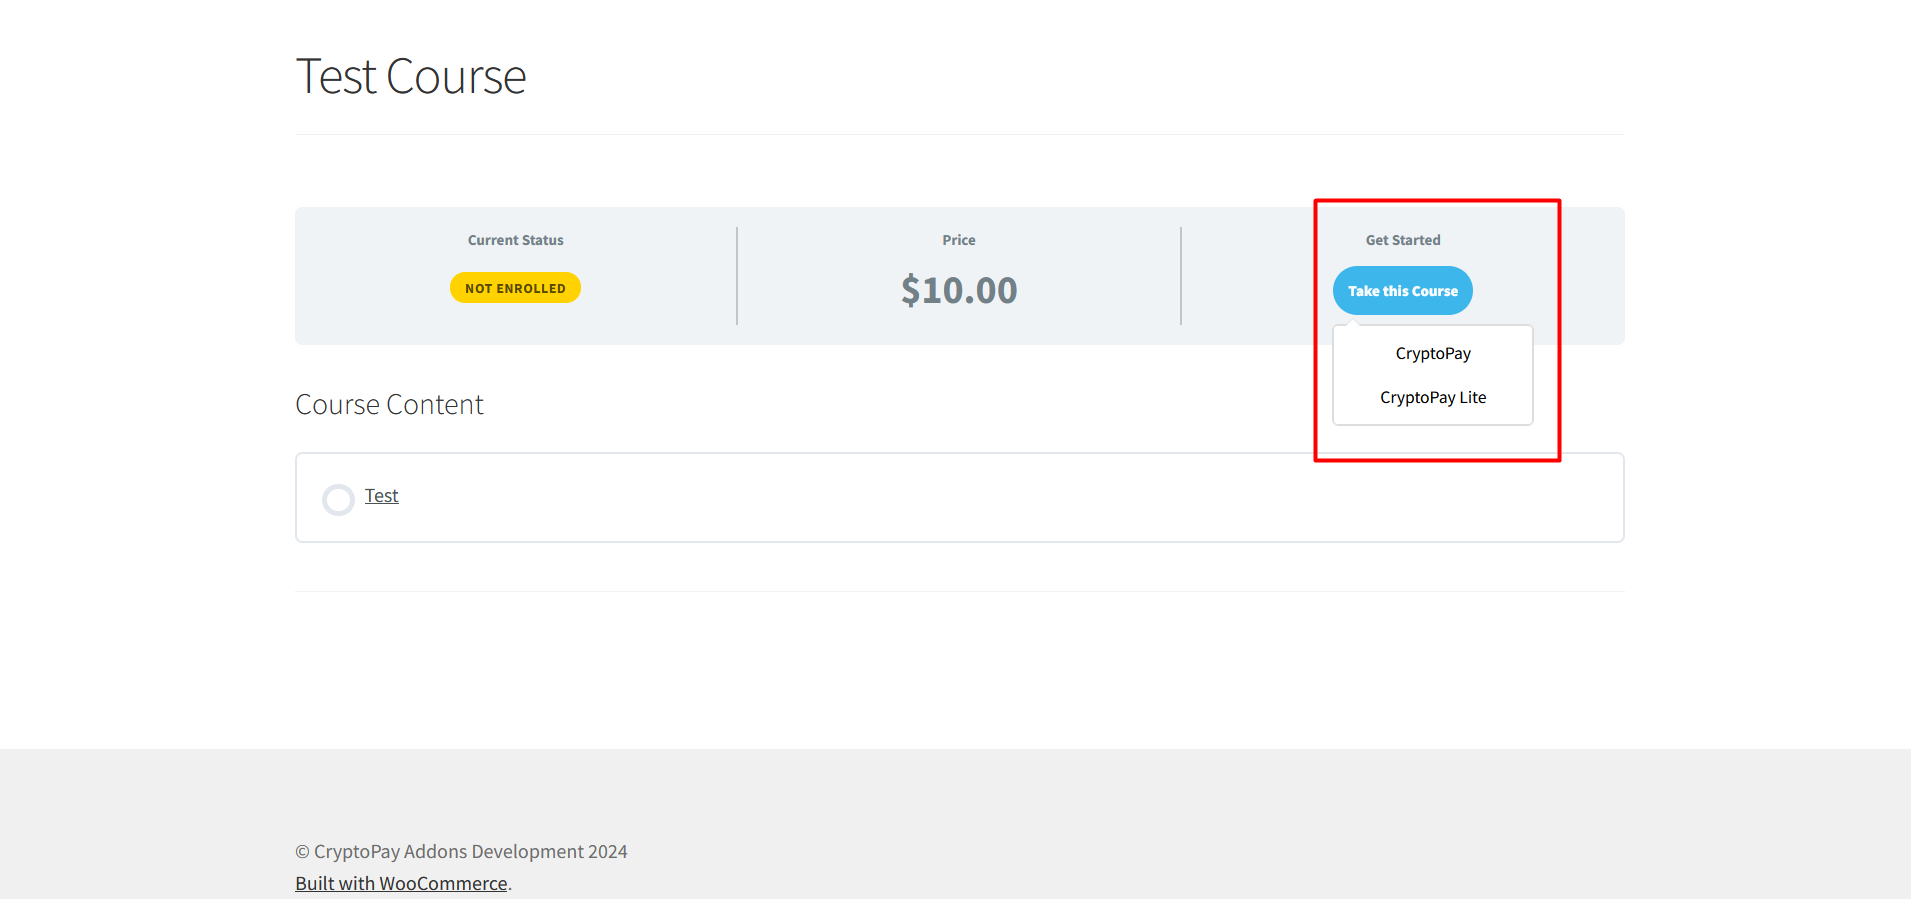 Test Course
Current Status
NOT ENROLLED
Price
$10.00
Get Started
Take this Course
CryptoPay
CryptoPay Lite
Course Content
Test
© CryptoPay Addons Development 2024
Built with WooCommerce.